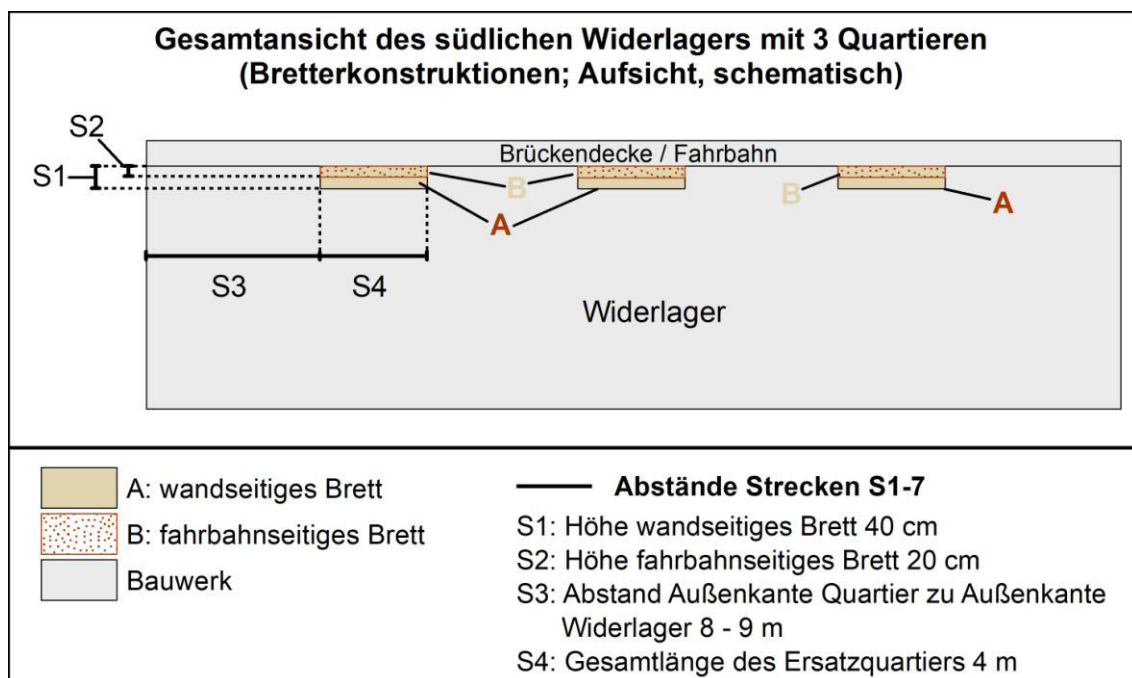 Gesamtansicht des südlichen Widerlagers mit 3 Quartieren
(Bretterkonstruktionen; Aufsicht, schematisch)
S2
Brückendecke / Fahrbahn
S1
B
B
A
A
S3
S4
Widerlager
A: wandseitiges Brett
B: fahrbahnseitiges Brett
Bauwerk
Abstände Strecken S1-7
S1: Höhe wandseitiges Brett 40 cm
S2: Höhe fahrbahnseitiges Brett 20 cm
S3: Abstand Außenkante Quartier zu Außenkante
Widerlager 8 - 9 m
S4: Gesamtlänge des Ersatzquartiers 4 m